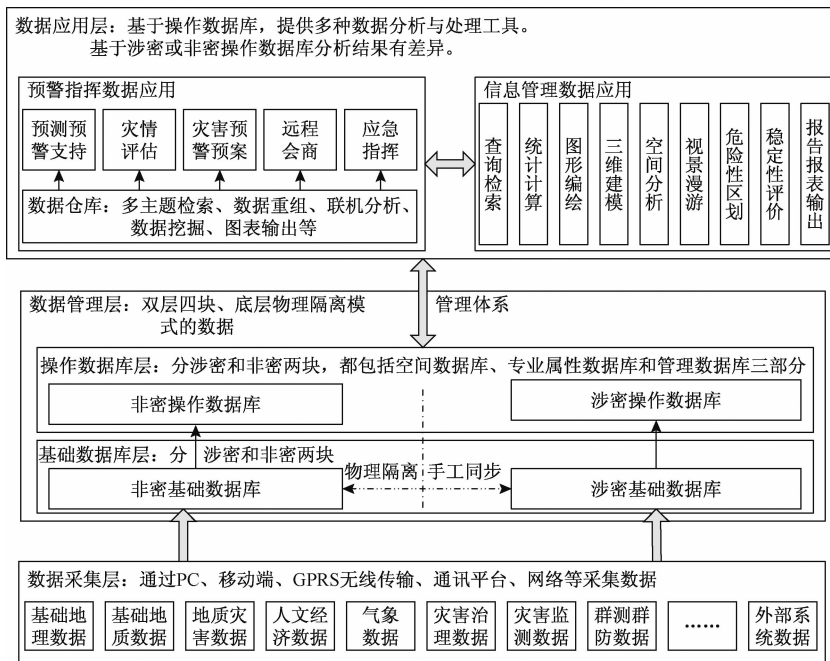 数据应用层：基于操作数据库，提供多种数据分析与处理工具。
基于涉密或非密操作数据库分析结果有差异。
预警指挥数据应用
预测预
警支持
灾情
评估
灾害预
警预案
远程
会商
应急
指挥
数据仓库：多主题检索、数据重组、联机分析、
数据挖掘、图表输出等
信息管理数据应用
查询检索
统计计算
图形编绘
三维建模
空间分析
视景漫游
危险性区划
稳定性评价
报告报表输出
数据管理层：双层四块、底层物理隔离模
式的数据
管理体系
操作数据库层：分涉密和非密两块，都包括空间数据库、专业属性数据库和管理数据库三部分
非密操作数据库
涉密操作数据库
基础数据库层：分 涉密和非密两块
物理隔离 手工同步
非密基础数据库
涉密基础数据库
数据采集层：通过PC、移动端、GPRS无线传输、通讯平台、网络等采集数据
基础地
理数据
基础地
质数据
地质灾
害数据
人文经
济数据
气象
数据
灾害治
理数据
灾害监
测数据
群测群
防数据
……
外部系
统数据